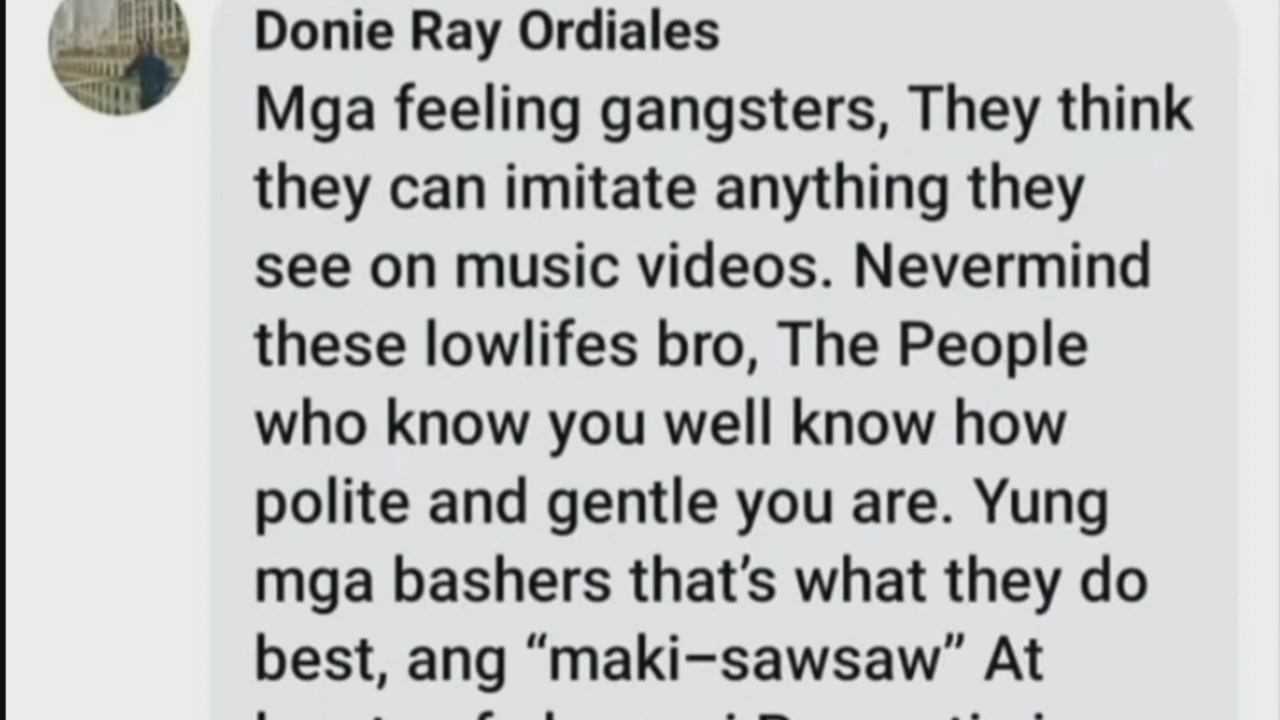 Donie Ray Ordiales
Mga feeling gangsters, They think
they can imitate anything they
see on music videos. Nevermind
these lowlifes bro, The People
who know you well know how
polite and gentle you are. Yung
mga bashers that's what they do
best, ang “maki–sawsaw” At